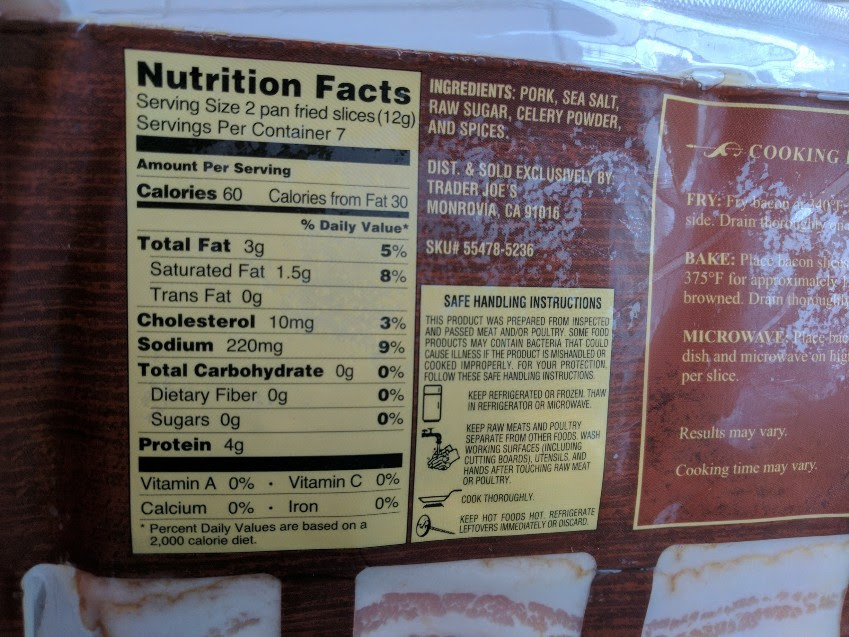 Nutrition Facts
Serving Size 2 pan fried slices (12g)
Servings Per Container 7
Amount Per Serving
Calories 60 Calories from Fat 30
% Daily Value*
Total Fat 3g 5%
Saturated Fat 1.5g 8%
Trans Fat 0g
Cholesterol 10mg 3%
Sodium 220mg 9%
Total Carbohydrate 0g 0%
Dietary Fiber 0g 0%
Sugars 0g 0%
Protein 4g
Vitamin A 0% · Vitamin C 0%
Calcium 0% · Iron 0%
* Percent Daily Values are based on a
2,000 calorie diet.
INGREDIENTS: PORK, SEA SALT,
RAW SUGAR, CELERY POWDER,
AND SPICES.
DIST. & SOLD EXCLUSIVELY BY:
TRADER JOE'S
MONROVIA, CA 91016
SKU# 55478-5236
SAFE HANDLING INSTRUCTIONS
THIS PRODUCT WAS PREPARED FROM INSPECTED
AND PASSED MEAT AND/OR POULTRY. SOME FOOD
PRODUCTS MAY CONTAIN BACTERIA THAT COULD
CAUSE ILLNESS IF THE PRODUCT IS MISHANDLED OR
COOKED IMPROPERLY. FOR YOUR PROTECTION,
FOLLOW THESE SAFE HANDLING INSTRUCTIONS.
KEEP REFRIGERATED OR FROZEN. THAW
IN REFRIGERATOR OR MICROWAVE.
KEEP RAW MEATS AND POULTRY
SEPARATE FROM OTHER FOODS. WASH
WORKING SURFACES (INCLUDING
CUTTING BOARDS), UTENSILS, AND
HANDS AFTER TOUCHING RAW MEAT
OR POULTRY.
COOK THOROUGHLY.
KEEP HOT FOODS HOT. REFRIGERATE
LEFTOVERS IMMEDIATELY OR DISCARD.
COOKING
FRY: Fry bacon at 340°F
side. Drain thoroughly
BAKE: Place bacon
375°F for approximately
browned. Drain thoroughly
MICROWAVE: Place
dish and microwave on
per slice.
Results may vary.
Cooking time may vary.